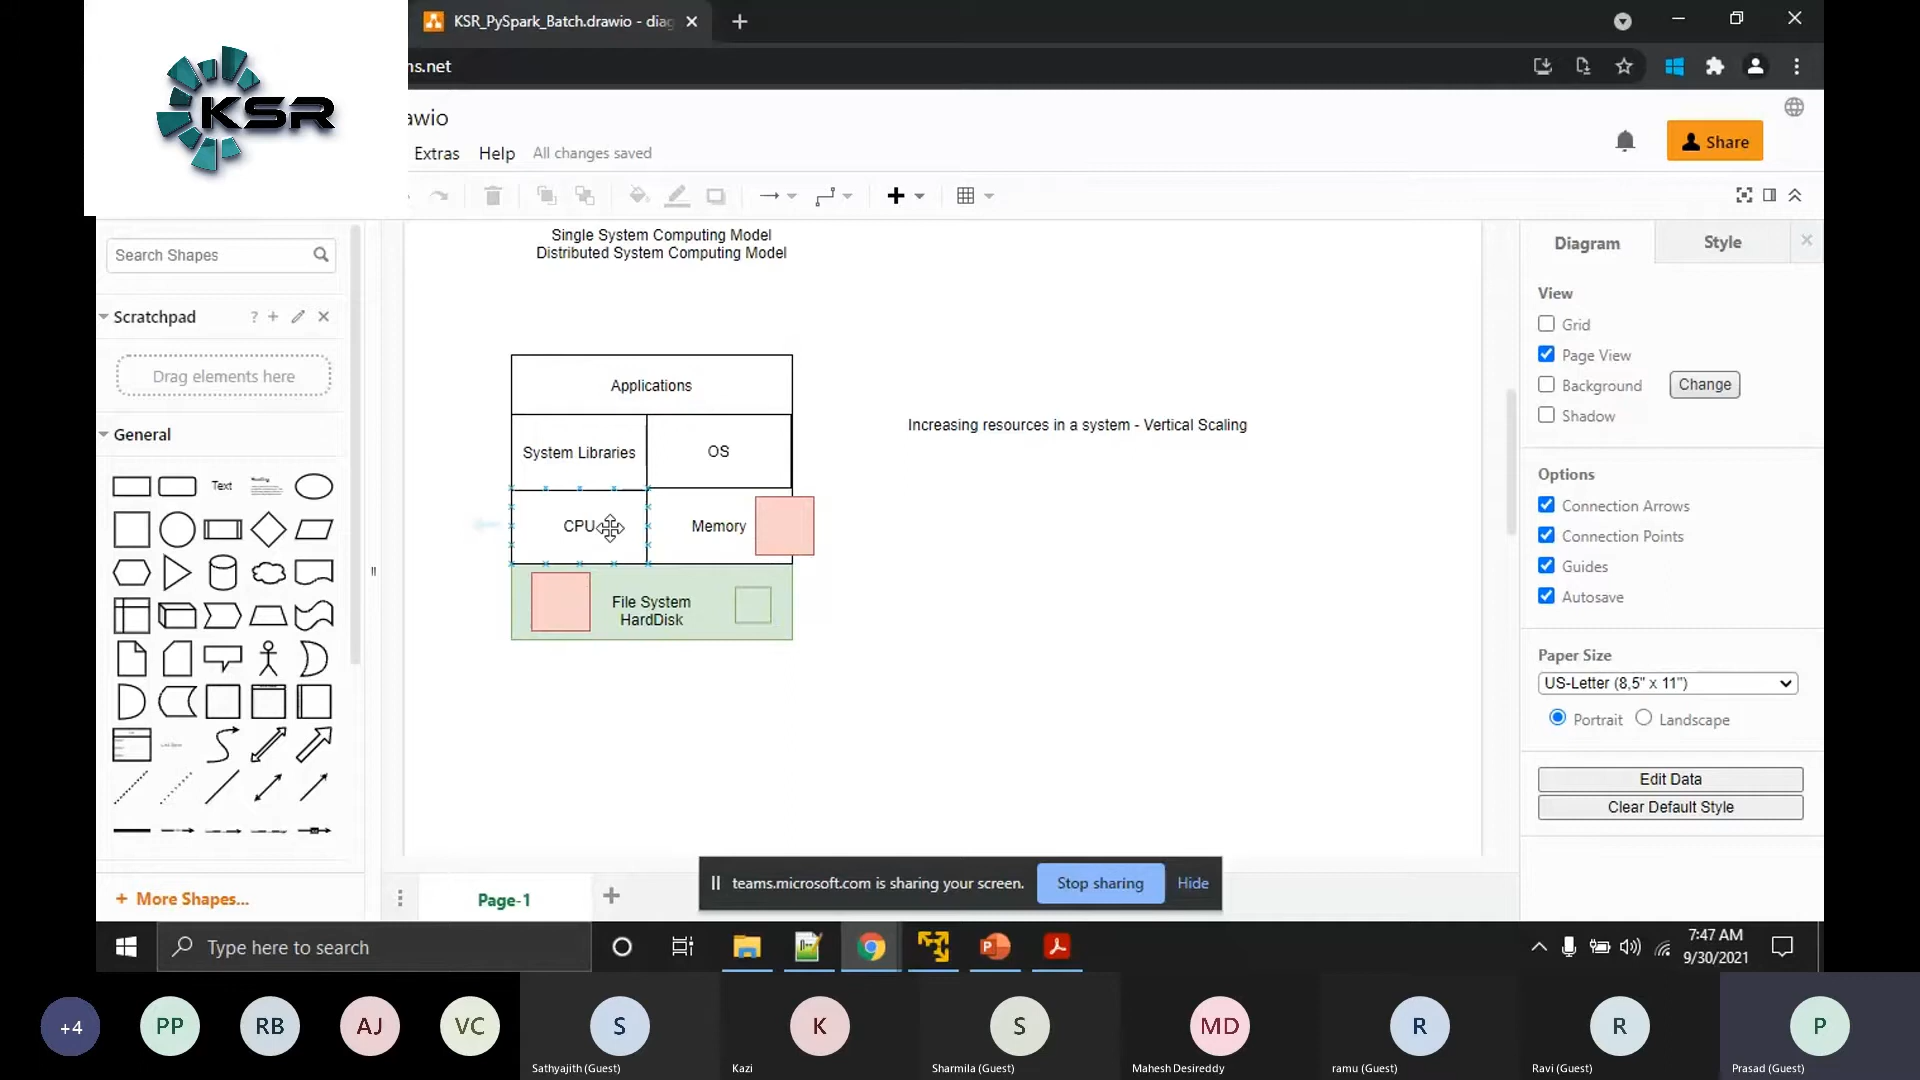 KSR
KSR_PySpark_Batch.drawio - diag
ns.net
awio
Extras
Help
All changes saved
Share
Search Shapes
Scratchpad
?
Drag elements here
General
Text
Heading
More Shapes...
Single System Computing Model
Distributed System Computing Model
Applications
System Libraries
OS
CPU
Memory
File System
HardDisk
Increasing resources in a system - Vertical Scaling
Diagram
Style
View
Grid
Page View
Background
Change
Shadow
Options
Connection Arrows
Connection Points
Guides
Autosave
Paper Size
US-Letter (8,5" x 11")
Portrait
Landscape
Edit Data
Clear Default Style
Page-1
teams.microsoft.com is sharing your screen.
Stop sharing
Hide
Type here to search
7:47 AM
9/30/2021
+4
PP
RB
AJ
VC
S
K
S
MD
R
R
P
Sathyajith (Guest)
Kazi
Sharmila (Guest)
Mahesh Desireddy
ramu (Guest)
Ravi (Guest)
Prasad (Guest)